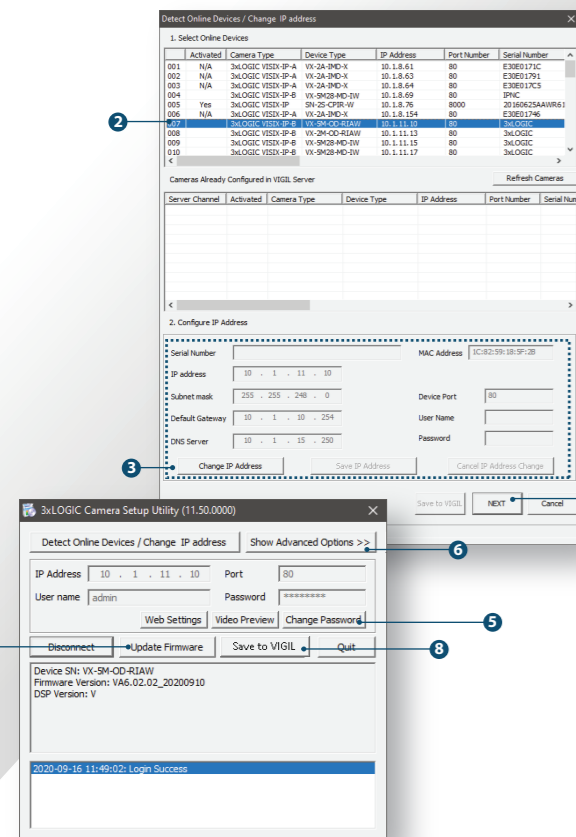 Detect Online Devices / Change IP address
1. Select Online Devices
Activated Camera Type Device Type IP Address Port Number Serial Number
001 N/A 3xLOGIC VISIX-IP-A VX-2A-IMD-X 10.1.8.61 80 E30E0171C
002 N/A 3xLOGIC VISIX-IP-A VX-2A-IMD-X 10.1.8.63 80 E30E01791
003 N/A 3xLOGIC VISIX-IP-A VX-2A-IMD-X 10.1.8.64 80 E30E017C5
004 3xLOGIC VISIX-IP-B VX-5M28-MD-IW 10.1.8.69 80 IPNC
005 Yes 3xLOGIC VISIX-IP SN-2S-CPIR-W 10.1.8.76 8000 20160625AAWR61
006 N/A 3xLOGIC VISIX-IP-A VX-2A-IMD-X 10.1.8.154 80 E30E01746
2
007 3xLOGIC VISIX-IP-B VX-5M-OD-RIAW 10.1.11.10 80 3xLOGIC
008 3xLOGIC VISIX-IP-B VX-2M-OD-RIAW 10.1.11.13 80 3xLOGIC
009 3xLOGIC VISIX-IP-B VX-5M28-MD-IW 10.1.11.15 80 3xLOGIC
010 3xLOGIC VISIX-IP-B VX-5M28-MD-IW 10.1.11.17 80 3xLOGIC
Cameras Already Configured in VIGIL Server
Refresh Cameras
Server Channel Activated Camera Type Device Type IP Address Port Number Serial Num
2. Configure IP Address
Serial Number MAC Address 1C:82:59:18:5F:2B
IP address 10 . 1 . 11 . 10
Subnet mask 255 . 255 . 248 . 0 Device Port 80
Default Gateway 10 . 1 . 10 . 254 User Name
DNS Server 10 . 1 . 15 . 250 Password
3
Change IP Address Save IP Address Cancel IP Address Change
Save to VIGIL NEXT Cancel
3xLOGIC Camera Setup Utility (11.50.0000)
Detect Online Devices / Change IP address Show Advanced Options >>
6
IP Address 10 . 1 . 11 . 10 Port 80
User name admin Password ********
Web Settings Video Preview Change Password
5
Disconnect Update Firmware Save to VIGIL Quit
8
Device SN: VX-5M-OD-RIAW
Firmware Version: VA6.02.02_20200910
DSP Version: V
2020-09-16 11:49:02: Login Success